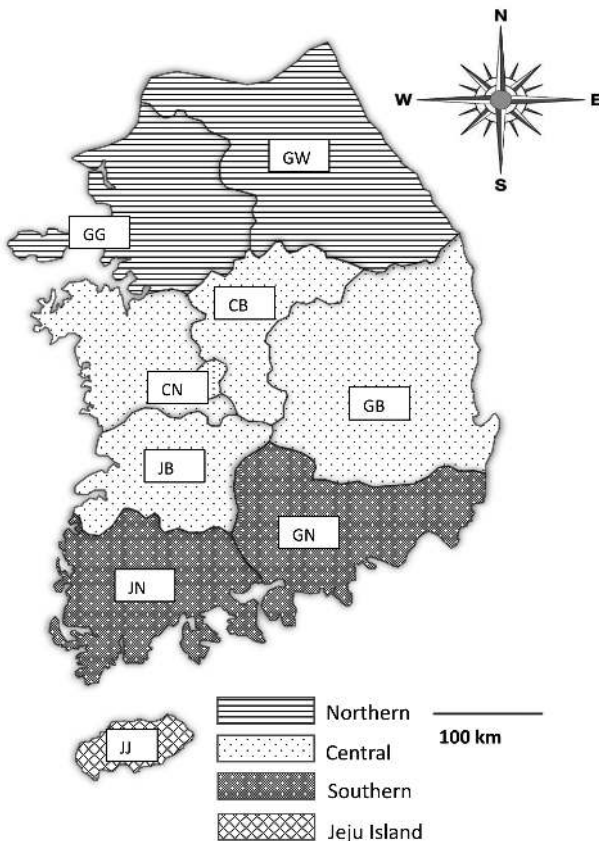 N
W E
S
GW
GG
CB
CN
GB
JB
GN
JN
JJ
Northern
100 km
Central
Southern
Jeju Island